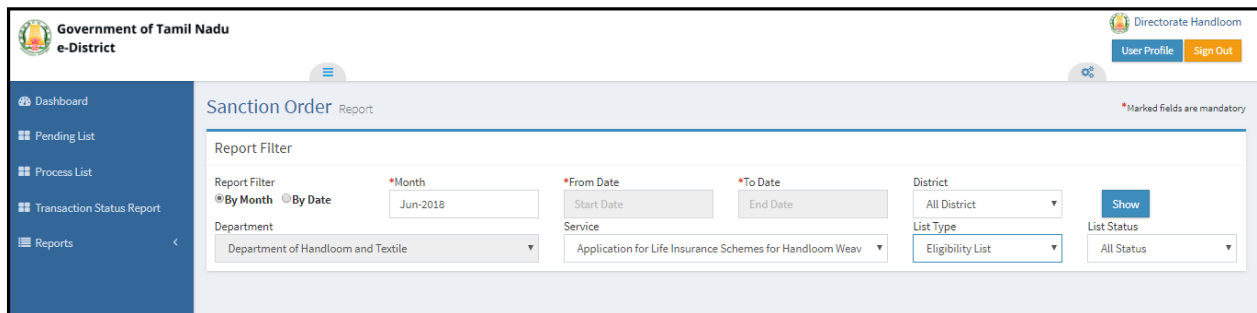 Government of Tamil Nadu
e-District
Directorate Handloom
User Profile
Sign Out
Dashboard
Pending List
Process List
Transaction Status Report
Reports
Sanction Order Report
*Marked fields are mandatory
Report Filter
Report Filter *Month *From Date *To Date District
By Month By Date Jun-2018 Start Date End Date All District Show
Department Service List Type List Status
Department of Handloom and Textile Application for Life Insurance Schemes for Handloom Weav Eligibility List All Status